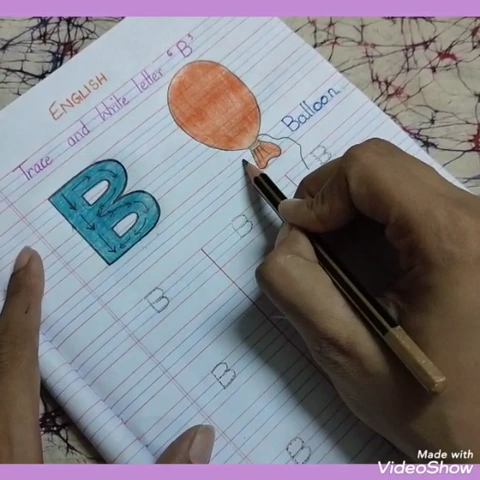 ENGLISH
Trace and Write letter "B"
Balloon
B
B
B
B
B
B
Made with
VideoShow